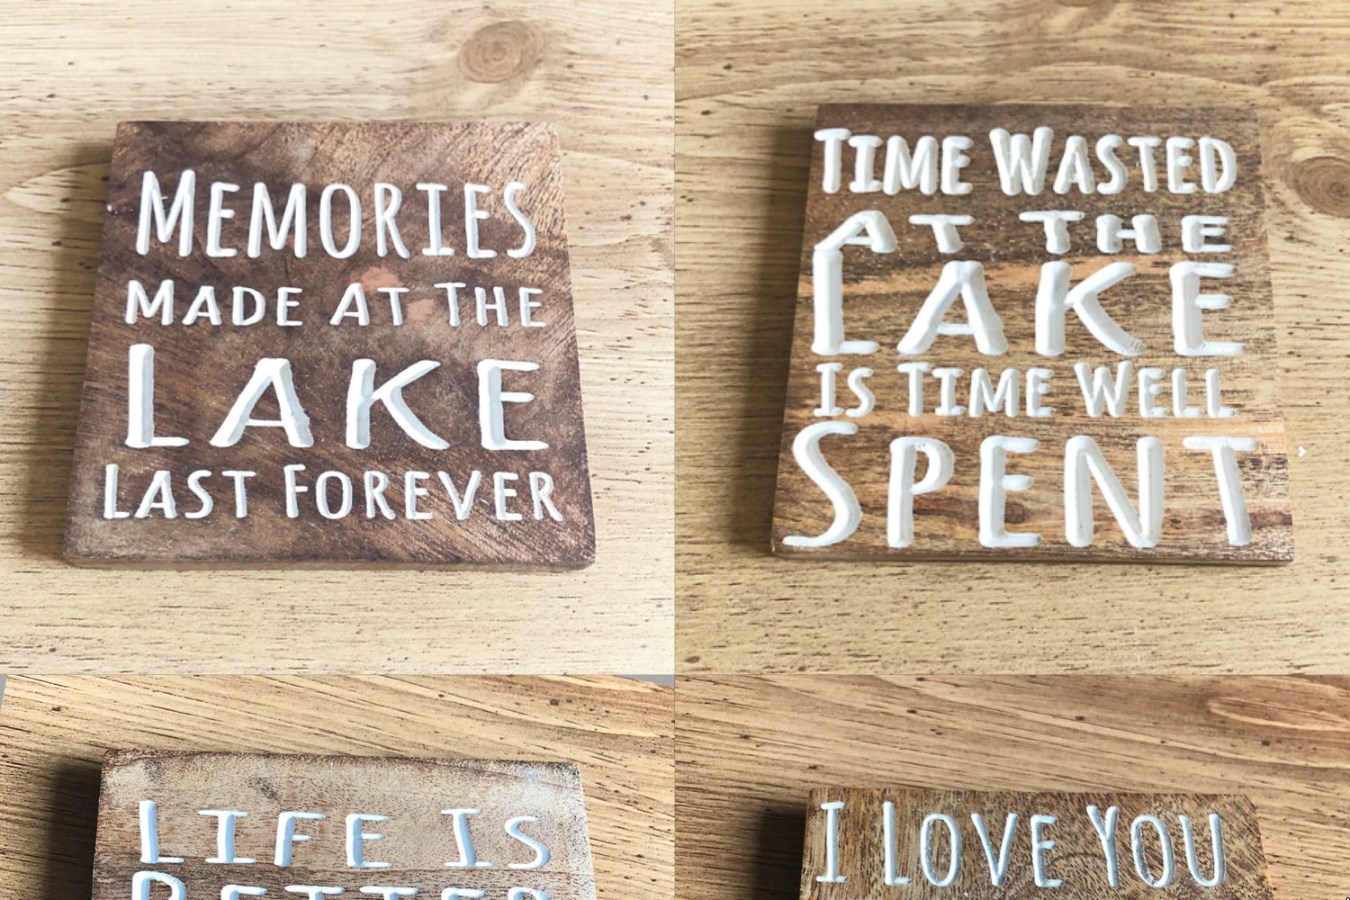 MEMORIES
MADE AT THE
LAKE
LAST FOREVER
TIME WASTED
AT THE
LAKE
IS TIME WELL
SPENT
LIFE IS
BETTER
I LOVE YOU